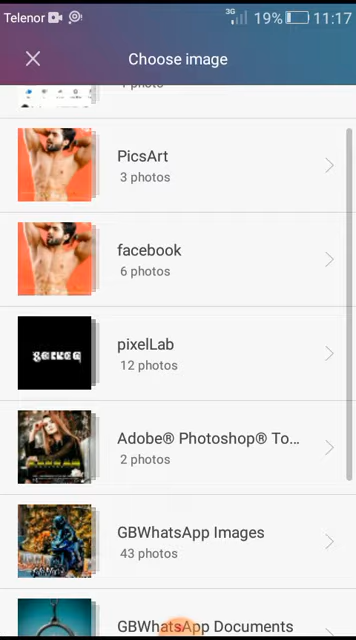 Telenor 3G 19% 11:17
Choose image
1 photo
PicsArt
3 photos
facebook
6 photos
pixelLab
12 photos
Adobe® Photoshop® To...
2 photos
GBWhatsApp Images
43 photos
GBWhatsApp Documents